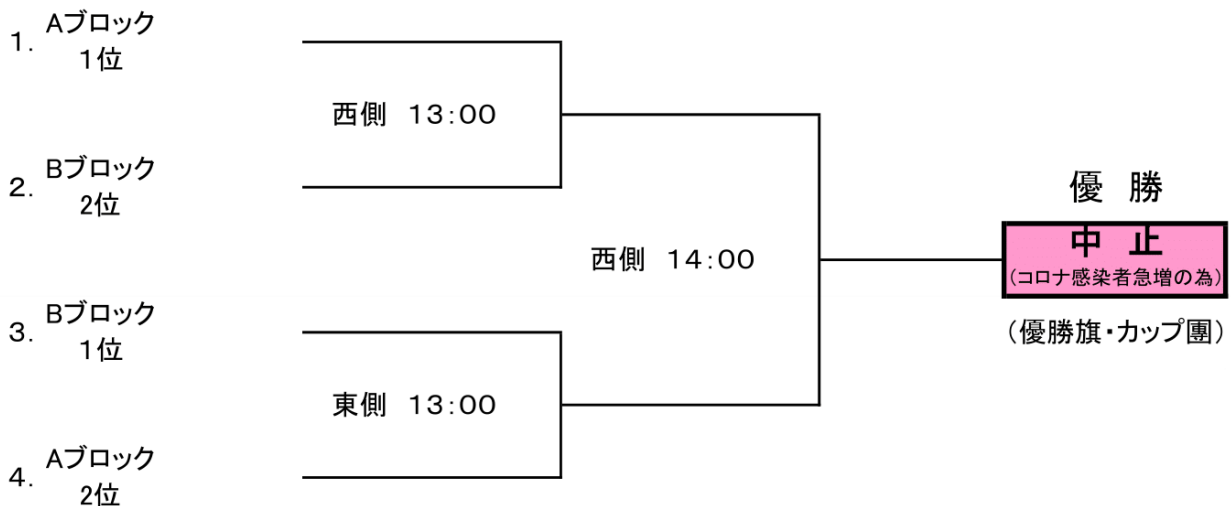 1. Aブロック
1位
西側 13:00
2. Bブロック
2位
西側 14:00
優 勝
中 止
(コロナ感染者急増の為)
(優勝旗・カップ團)
3. Bブロック
1位
東側 13:00
4. Aブロック
2位